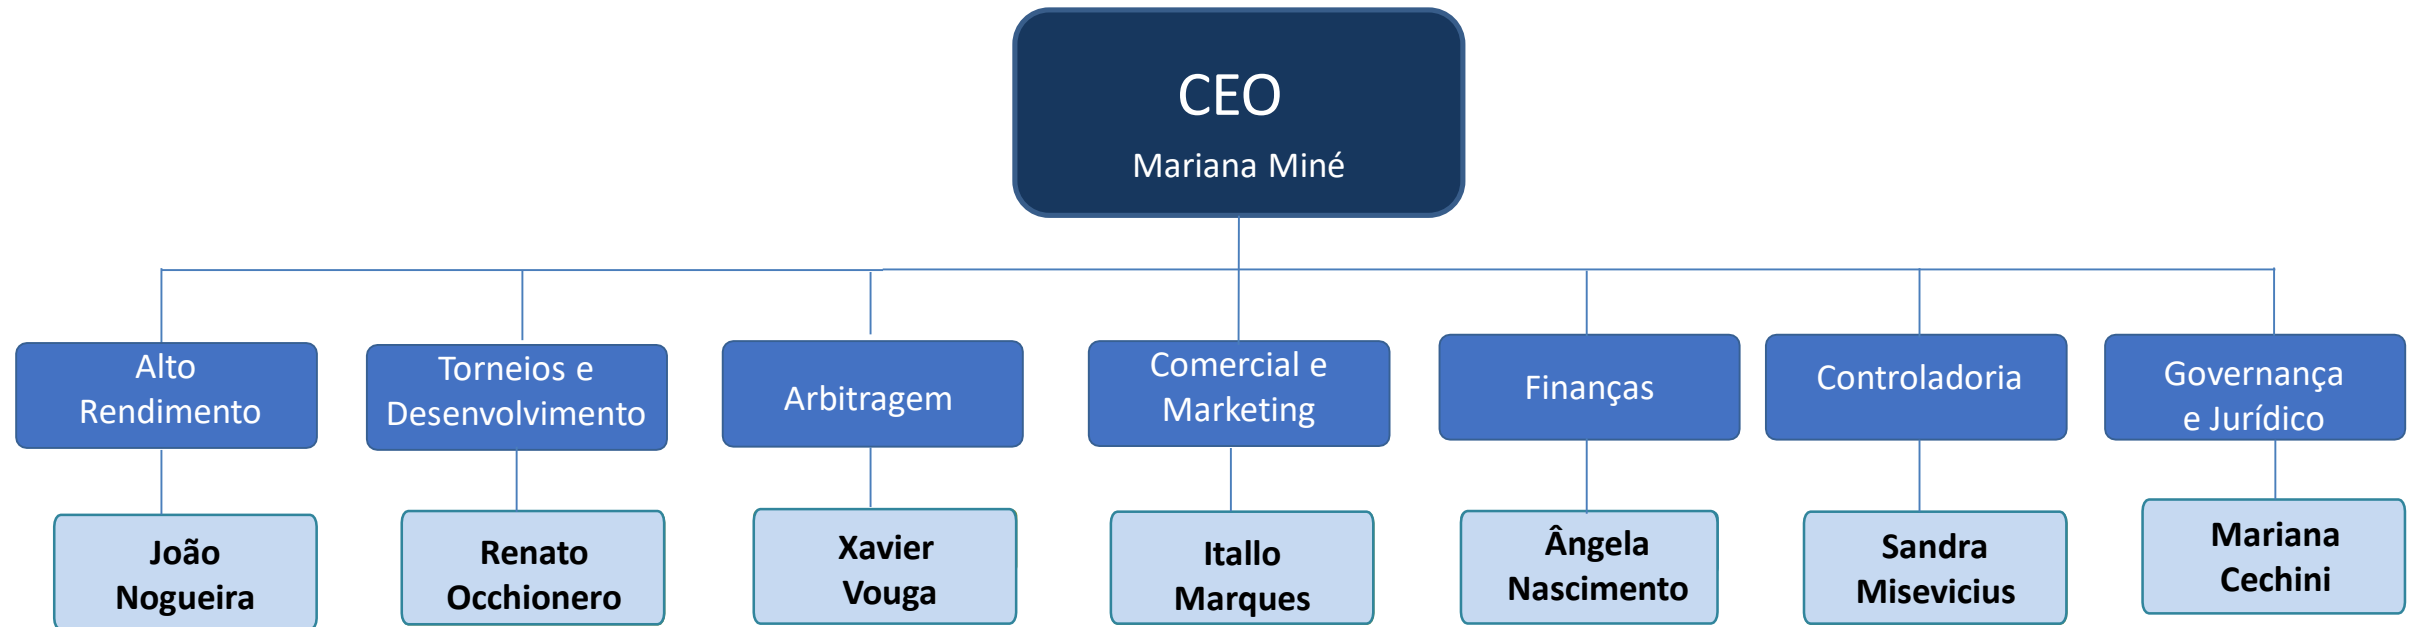 CEO
Mariana Miné
Alto
Rendimento
Torneios e
Desenvolvimento
Arbitragem
Comercial e
Marketing
Finanças
Controladoria
Governança
e Jurídico
João
Nogueira
Renato
Occhionero
Xavier
Vouga
Itallo
Marques
Ângela
Nascimento
Sandra
Misevicius
Mariana
Cechini